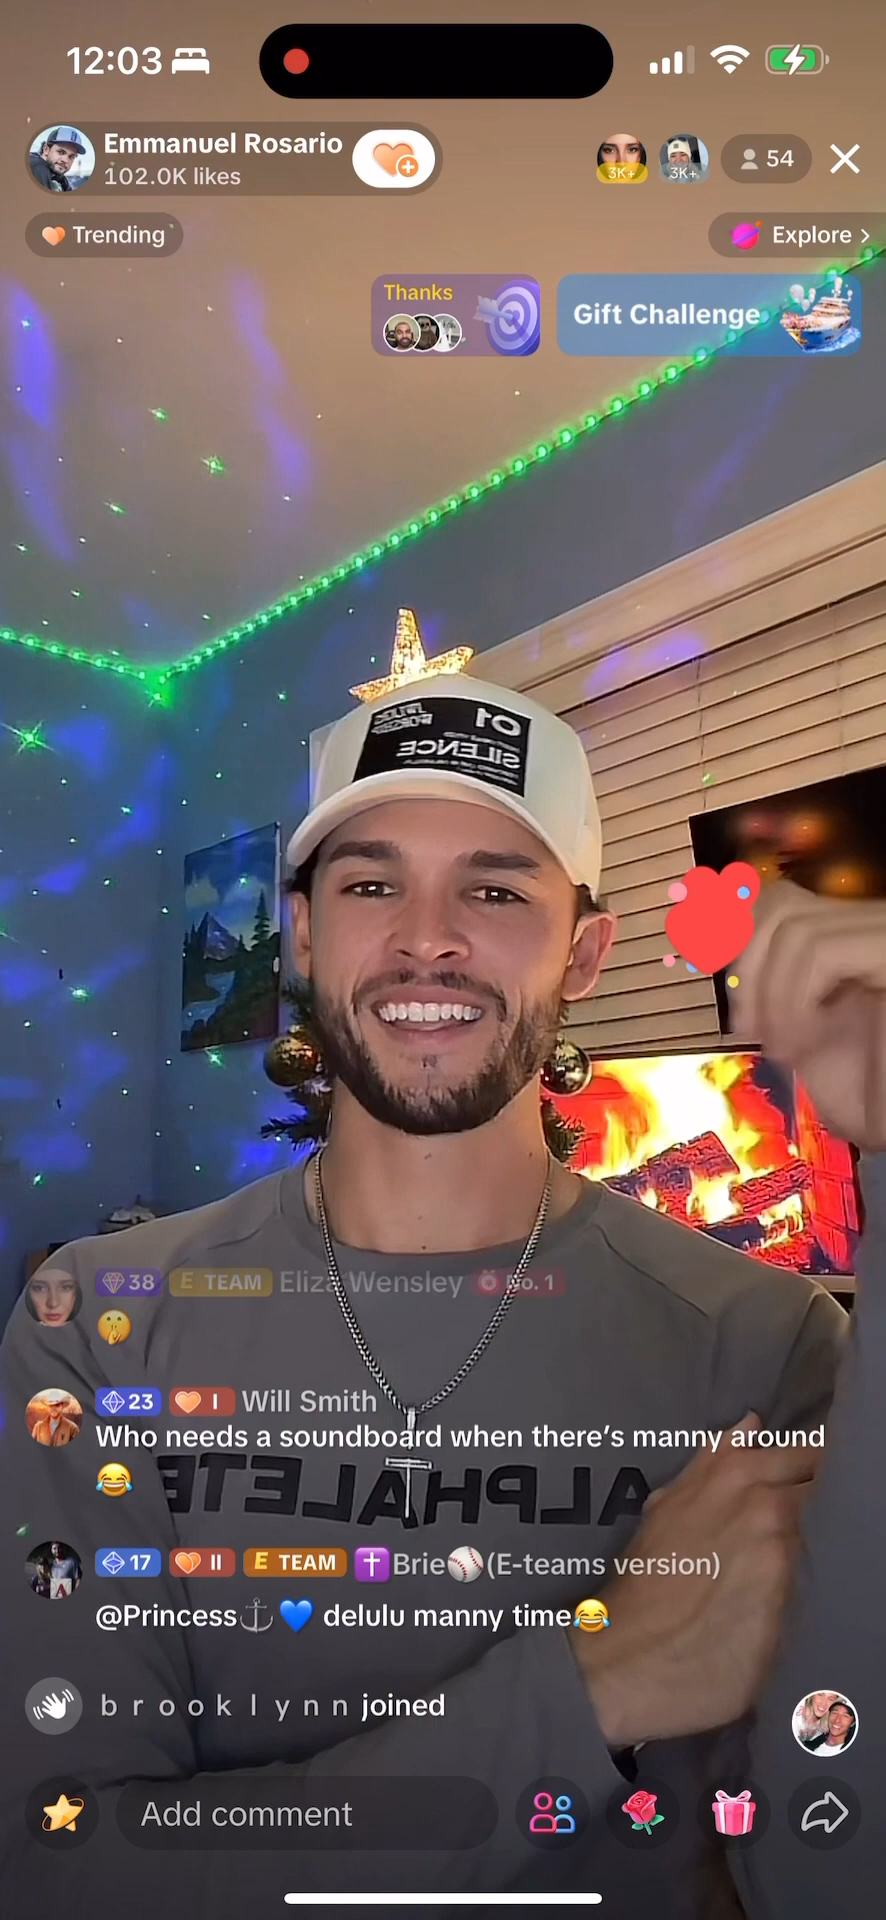 12:03
Emmanuel Rosario
102.0K likes
3K+
3K+
54
Trending
Explore >
Thanks
Gift Challenge
01
SILENCE
38 E TEAM Eliza Wensley No. 1
🤫
23 I Will Smith
Who needs a soundboard when there's manny around
😂
ALPHALETE
17 II E TEAM ✝️Brie⚾(E-teams version)
A
@Princess⚓💙 delulu manny time😂
b r o o k l y n n joined
Add comment